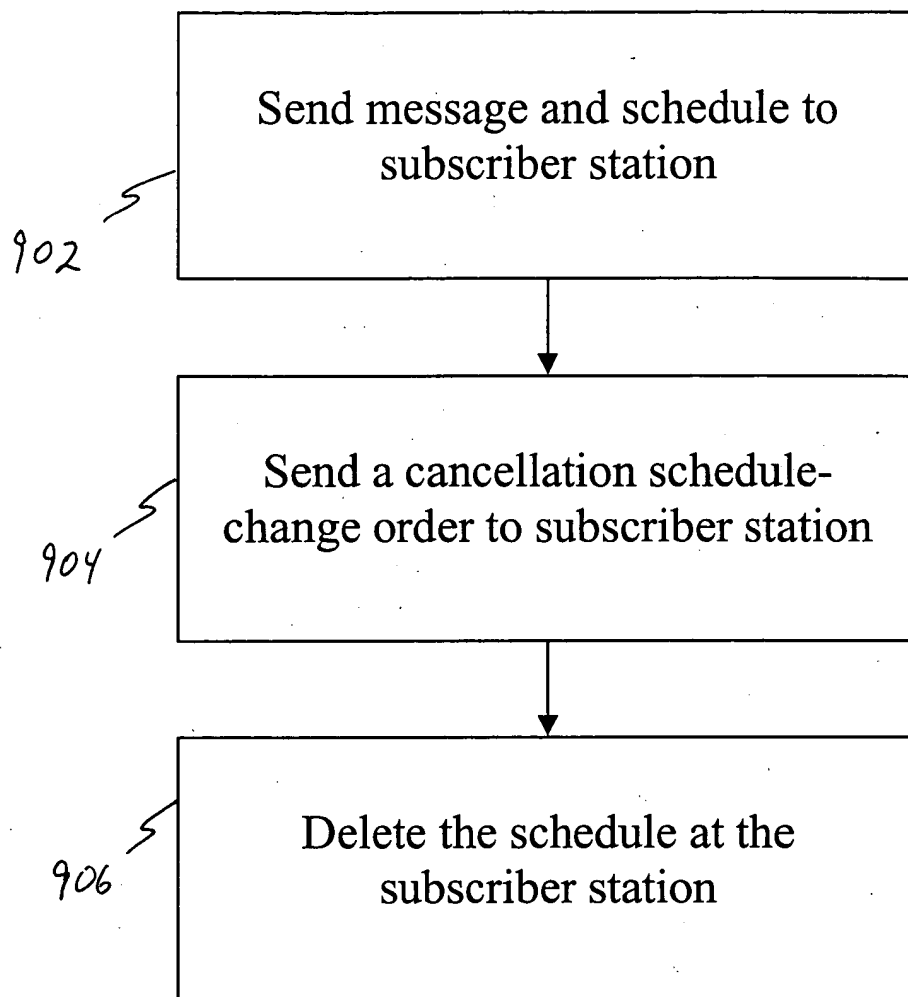 Send message and schedule to
subscriber station
902
Send a cancellation schedule-
change order to subscriber station
904
Delete the schedule at the
subscriber station
906